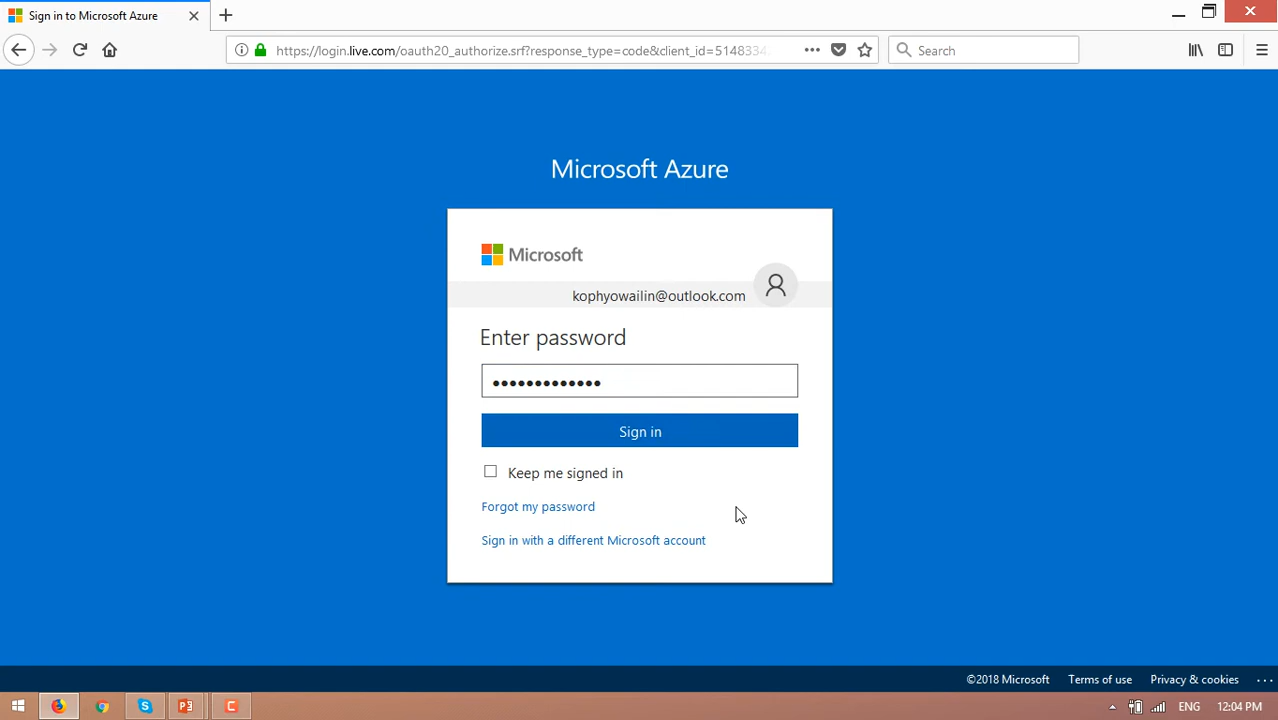 Sign in to Microsoft Azure
https://login.live.com/oauth20_authorize.srf?response_type=code&client_id=5148334
Search
Microsoft Azure
Microsoft
kophyowailin@outlook.com
Enter password
Sign in
Keep me signed in
Forgot my password
Sign in with a different Microsoft account
©2018 Microsoft
Terms of use
Privacy & cookies
ENG
12:04 PM